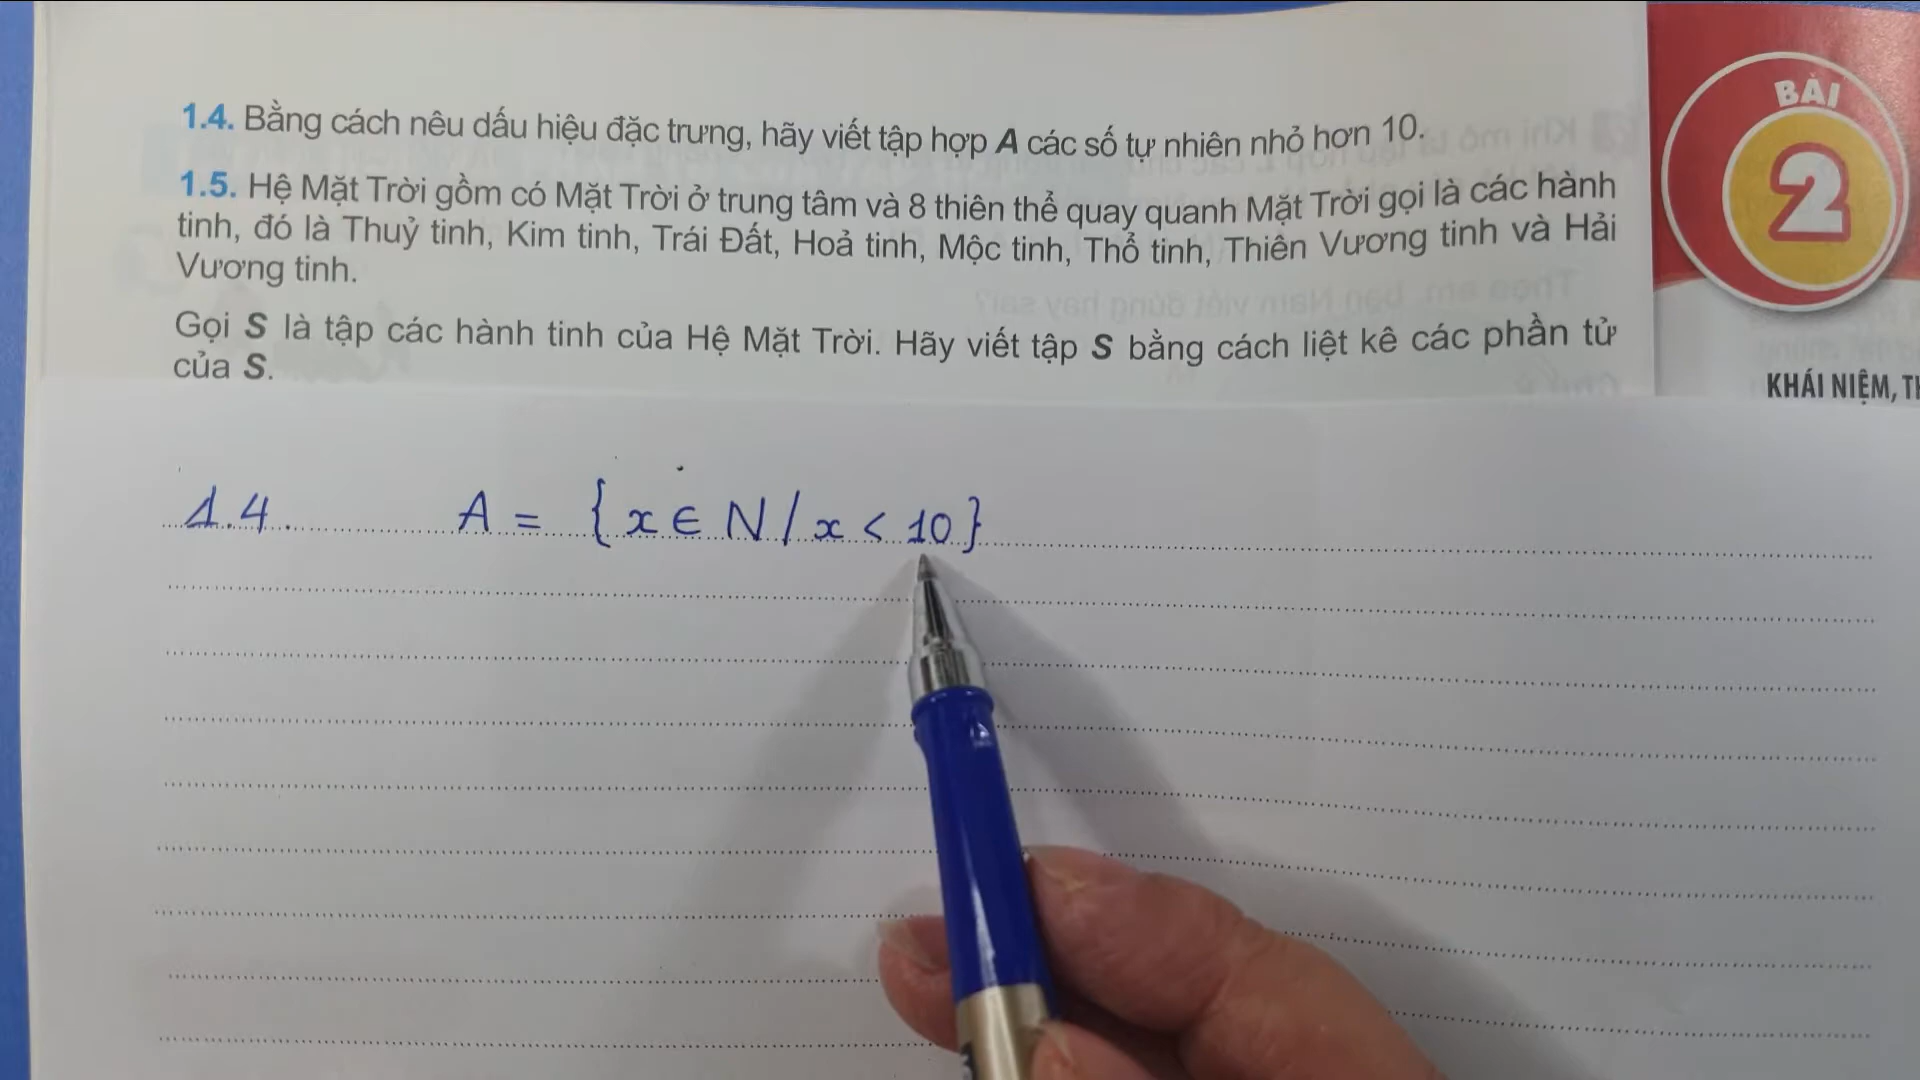 1.4. Bằng cách nêu dấu hiệu đặc trưng, hãy viết tập hợp A các số tự nhiên nhỏ hơn 10.
1.5. Hệ Mặt Trời gồm có Mặt Trời ở trung tâm và 8 thiên thể quay quanh Mặt Trời gọi là các hành
tinh, đó là Thuỷ tinh, Kim tinh, Trái Đất, Hoả tinh, Mộc tinh, Thổ tinh, Thiên Vương tinh và Hải
Vương tinh.
Gọi S là tập các hành tinh của Hệ Mặt Trời. Hãy viết tập S bằng cách liệt kê các phần tử
của S.
BÀI
2
KHÁI NIỆM,
1.4. A = {x ∈ N / x < 10}